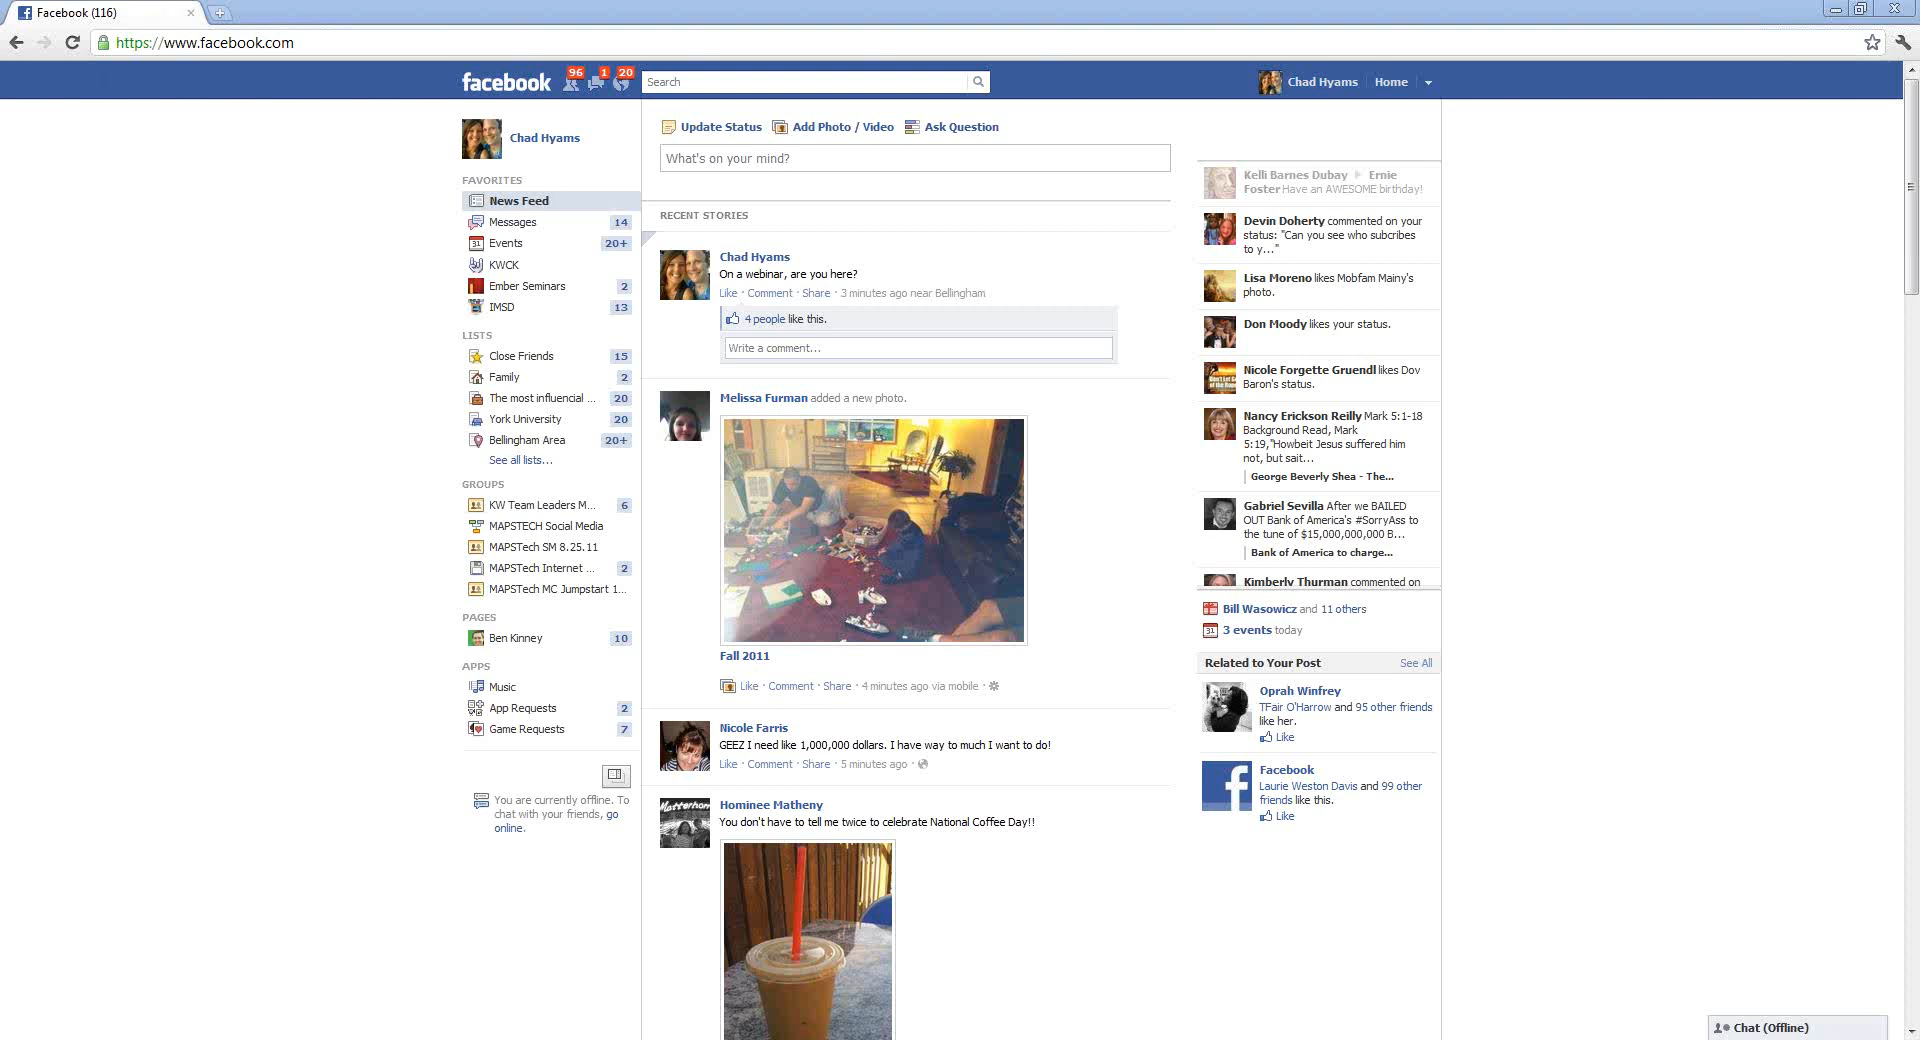 Facebook (116)
https://www.facebook.com
facebook
96
1
20
Search
Chad Hyams
Home
Chad Hyams
FAVORITES
News Feed
Messages 14
Events 20+
KWCK
Ember Seminars 2
IMSD 13
LISTS
Close Friends 15
Family 2
The most influential ... 20
York University 20
Bellingham Area 20+
See all lists...
GROUPS
KW Team Leaders M... 6
MAPSTECH Social Media
MAPSTech SM 8.25.11
MAPSTech Internet ... 2
MAPSTech MC Jumpstart 1...
PAGES
Ben Kinney 10
APPS
Music
App Requests 2
Game Requests 7
You are currently offline. To
chat with your friends, go
online.
Update Status Add Photo / Video Ask Question
What's on your mind?
RECENT STORIES
Chad Hyams
On a webinar, are you here?
Like · Comment · Share · 3 minutes ago near Bellingham
4 people like this.
Write a comment...
Melissa Furman added a new photo.
Fall 2011
Like · Comment · Share · 4 minutes ago via mobile ·
Nicole Farris
GEEZ I need like 1,000,000 dollars. I have way to much I want to do!
Like · Comment · Share · 5 minutes ago ·
Hominee Matheny
You don't have to tell me twice to celebrate National Coffee Day!!
Matterhorn
Kelli Barnes Dubay ▶ Ernie
Foster Have an AWESOME birthday!
Devin Doherty commented on your
status: "Can you see who subcribes
to y..."
Lisa Moreno likes Mobfam Mainy's
photo.
Don Moody likes your status.
Nicole Forgette Gruendl likes Dov
Baron's status.
Nancy Erickson Reilly Mark 5:1-18
Background Read, Mark
5:19,"Howbeit Jesus suffered him
not, but sait...
George Beverly Shea - The...
Gabriel Sevilla After we BAILED
OUT Bank of America's #SorryAss to
the tune of $15,000,000,000 B...
Bank of America to charge...
Kimberly Thurman commented on
Bill Wasowicz and 11 others
31 3 events today
Related to Your Post See All
Oprah Winfrey
TFair O'Harrow and 95 other friends
like her.
Like
Facebook
Laurie Weston Davis and 99 other
friends like this.
Like
Chat (Offline)